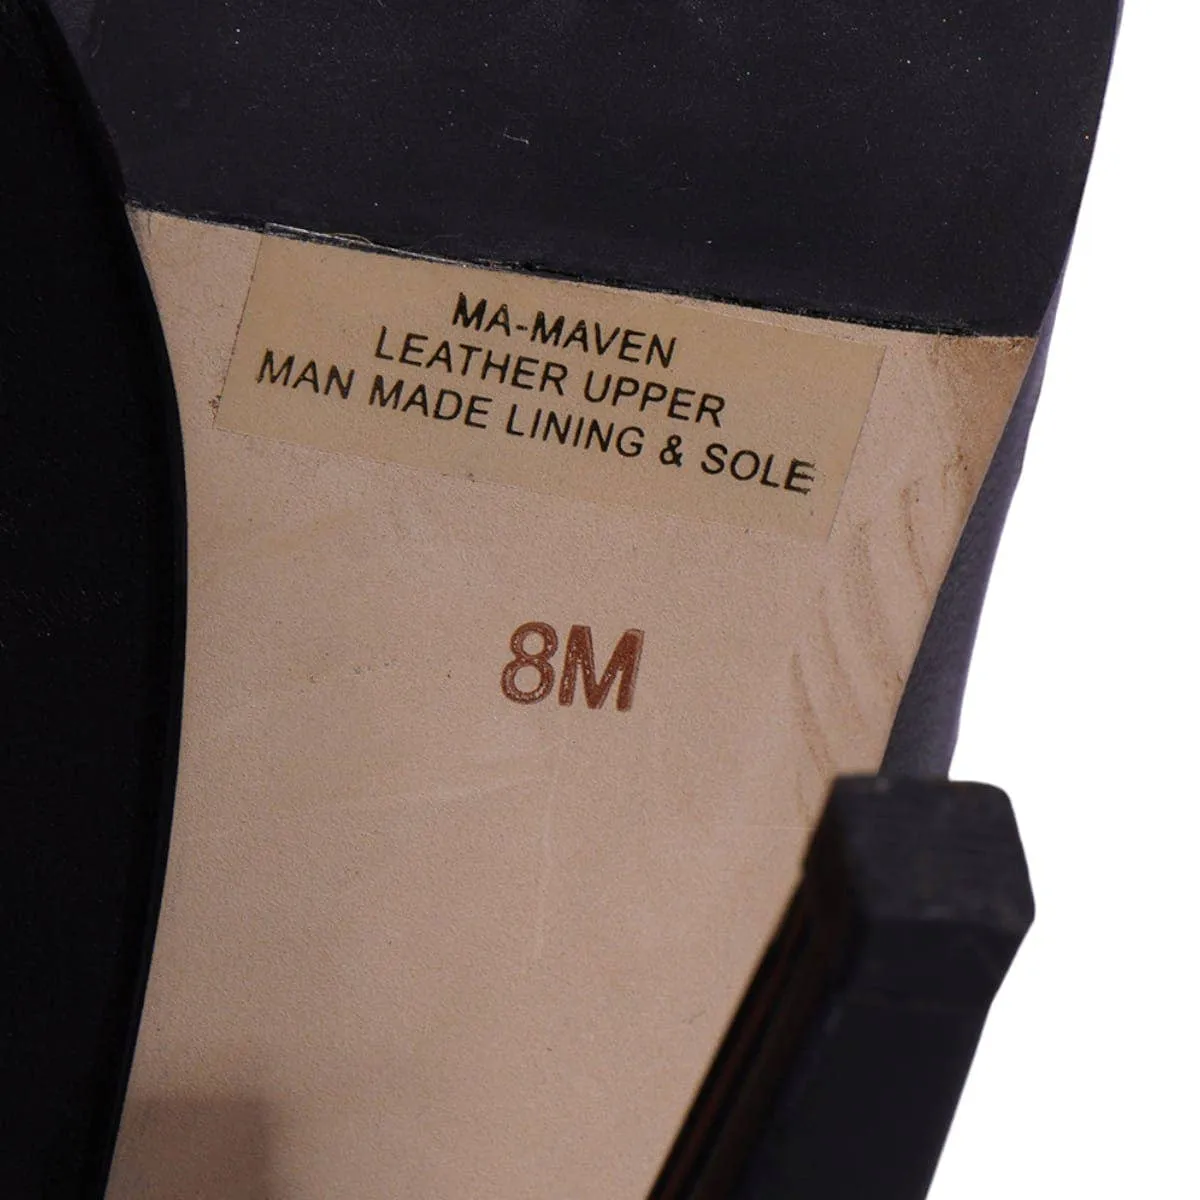 MA-MAVEN
LEATHER UPPER
MAN MADE LINING & SOLE
8M